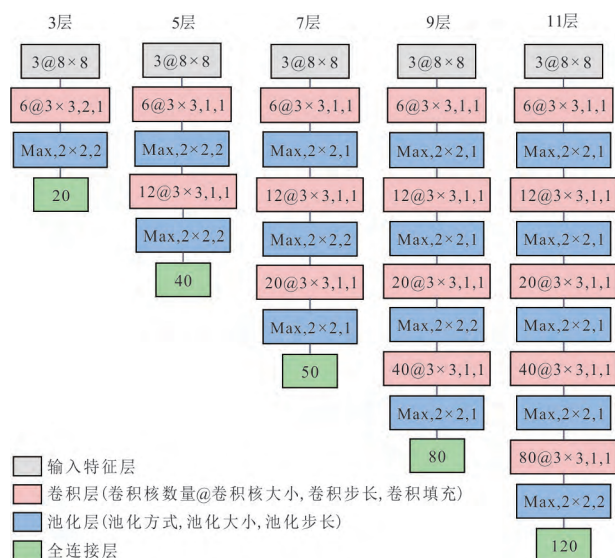 3层 5层 7层 9层 11层
3@8×8 3@8×8 3@8×8 3@8×8 3@8×8
6@3×3,2,1 6@3×3,1,1 6@3×3,1,1 6@3×3,1,1 6@3×3,1,1
Max,2×2,2 Max,2×2,2 Max,2×2,1 Max,2×2,1 Max,2×2,1
20 12@3×3,1,1 12@3×3,1,1 12@3×3,1,1 12@3×3,1,1
Max,2×2,2 Max,2×2,2 Max,2×2,1 Max,2×2,1
40 20@3×3,1,1 20@3×3,1,1 20@3×3,1,1
Max,2×2,1 Max,2×2,2 Max,2×2,1
50 40@3×3,1,1 40@3×3,1,1
Max,2×2,1 Max,2×2,1
80 80@3×3,1,1
Max,2×2,2
120
输入特征层
卷积层(卷积核数量@卷积核大小,卷积步长,卷积填充)
池化层(池化方式,池化大小,池化步长)
全连接层